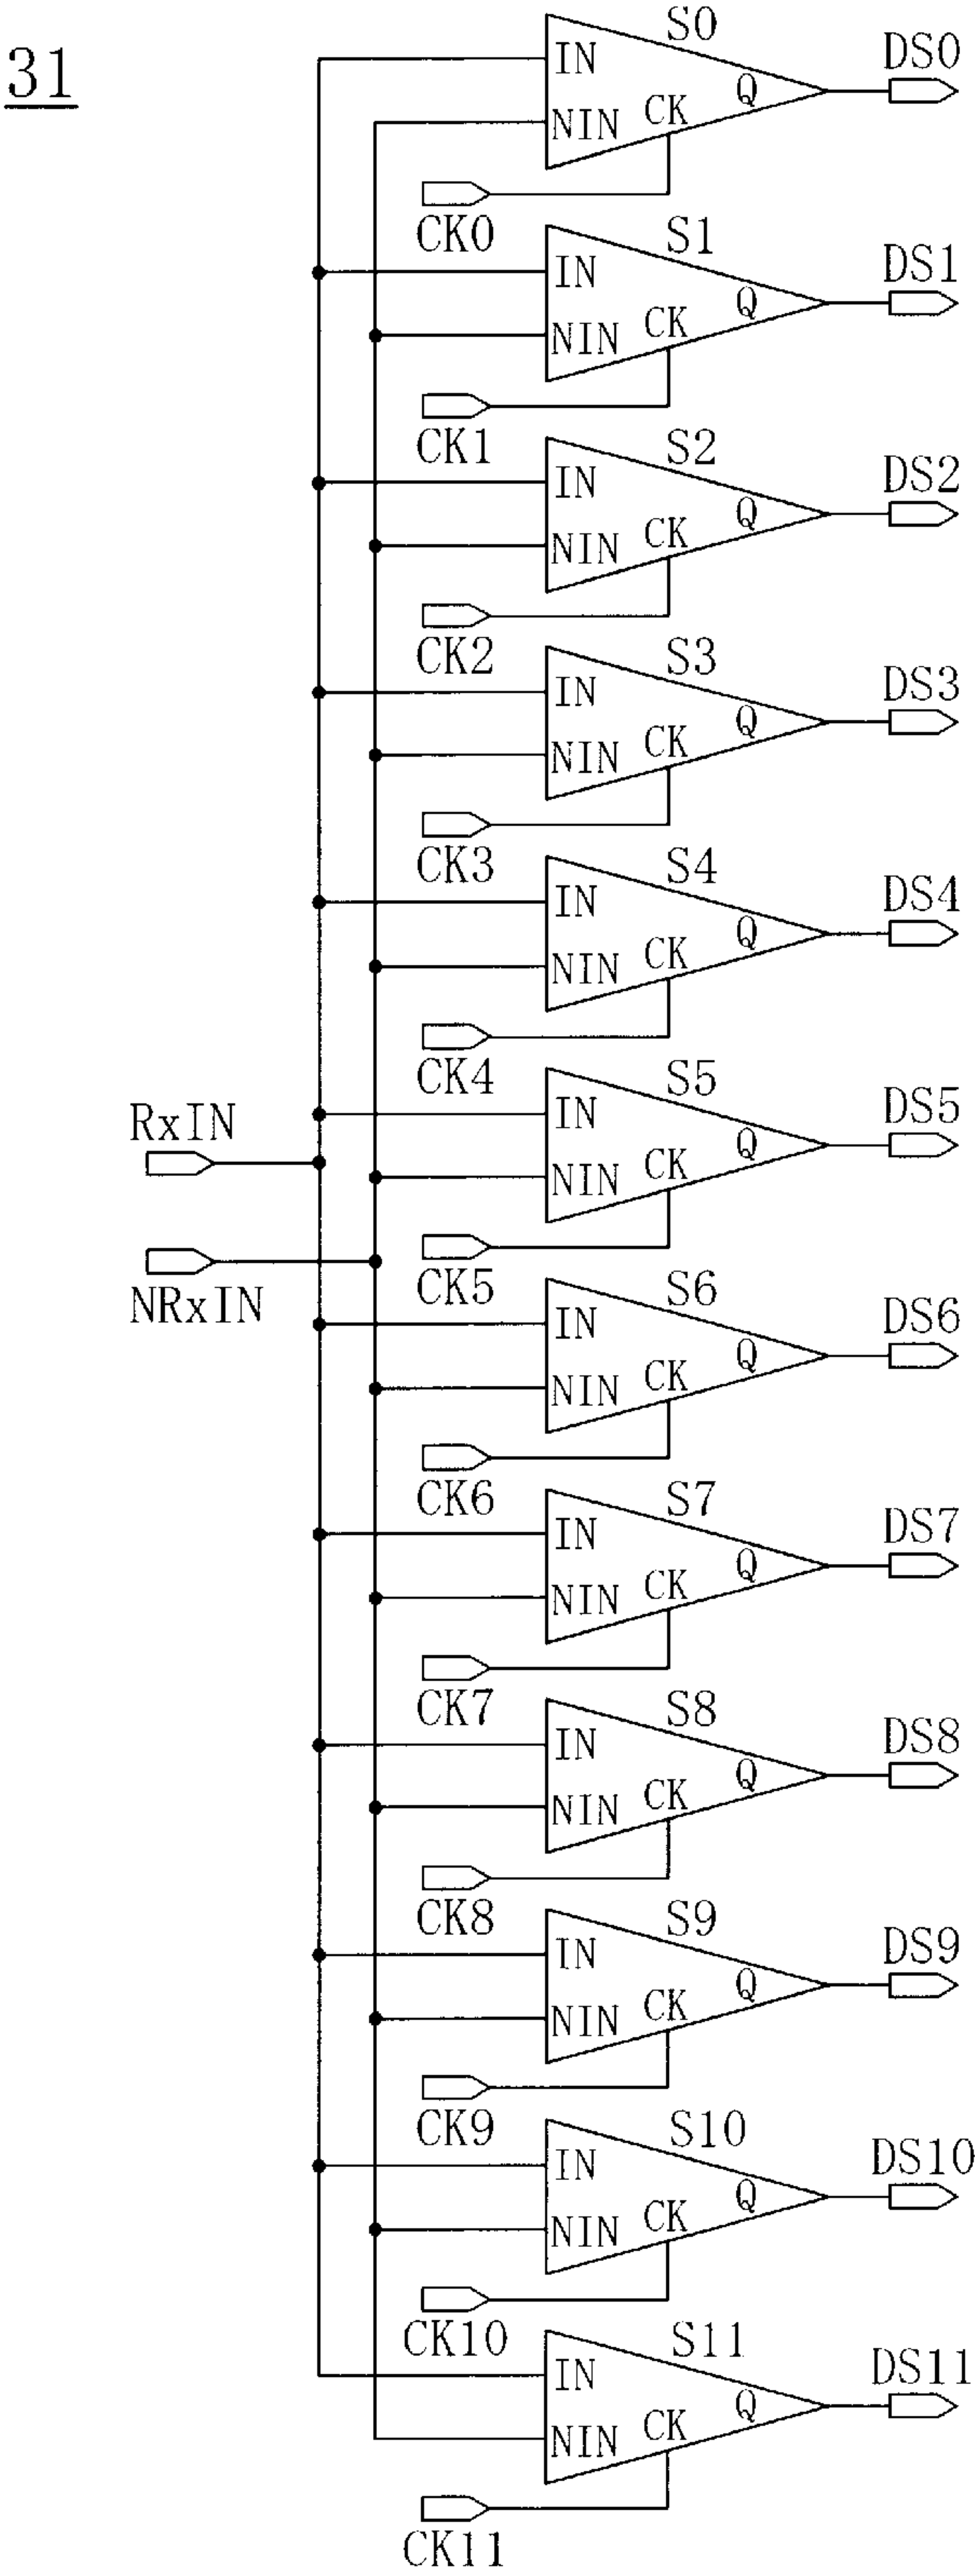 31
S0
DS0
IN
Q
CK
NIN
CK0
S1
DS1
IN
Q
CK
NIN
CK1
S2
DS2
IN
Q
CK
NIN
CK2
S3
DS3
IN
Q
CK
NIN
CK3
S4
DS4
IN
Q
CK
NIN
CK4
S5
DS5
IN
RxIN
Q
CK
NIN
CK5
NRxIN
S6
DS6
IN
Q
CK
NIN
CK6
S7
DS7
IN
Q
CK
NIN
CK7
S8
DS8
IN
Q
CK
NIN
CK8
S9
DS9
IN
Q
CK
NIN
CK9
S10
DS10
IN
Q
CK
NIN
CK10
S11
DS11
IN
Q
CK
NIN
CK11